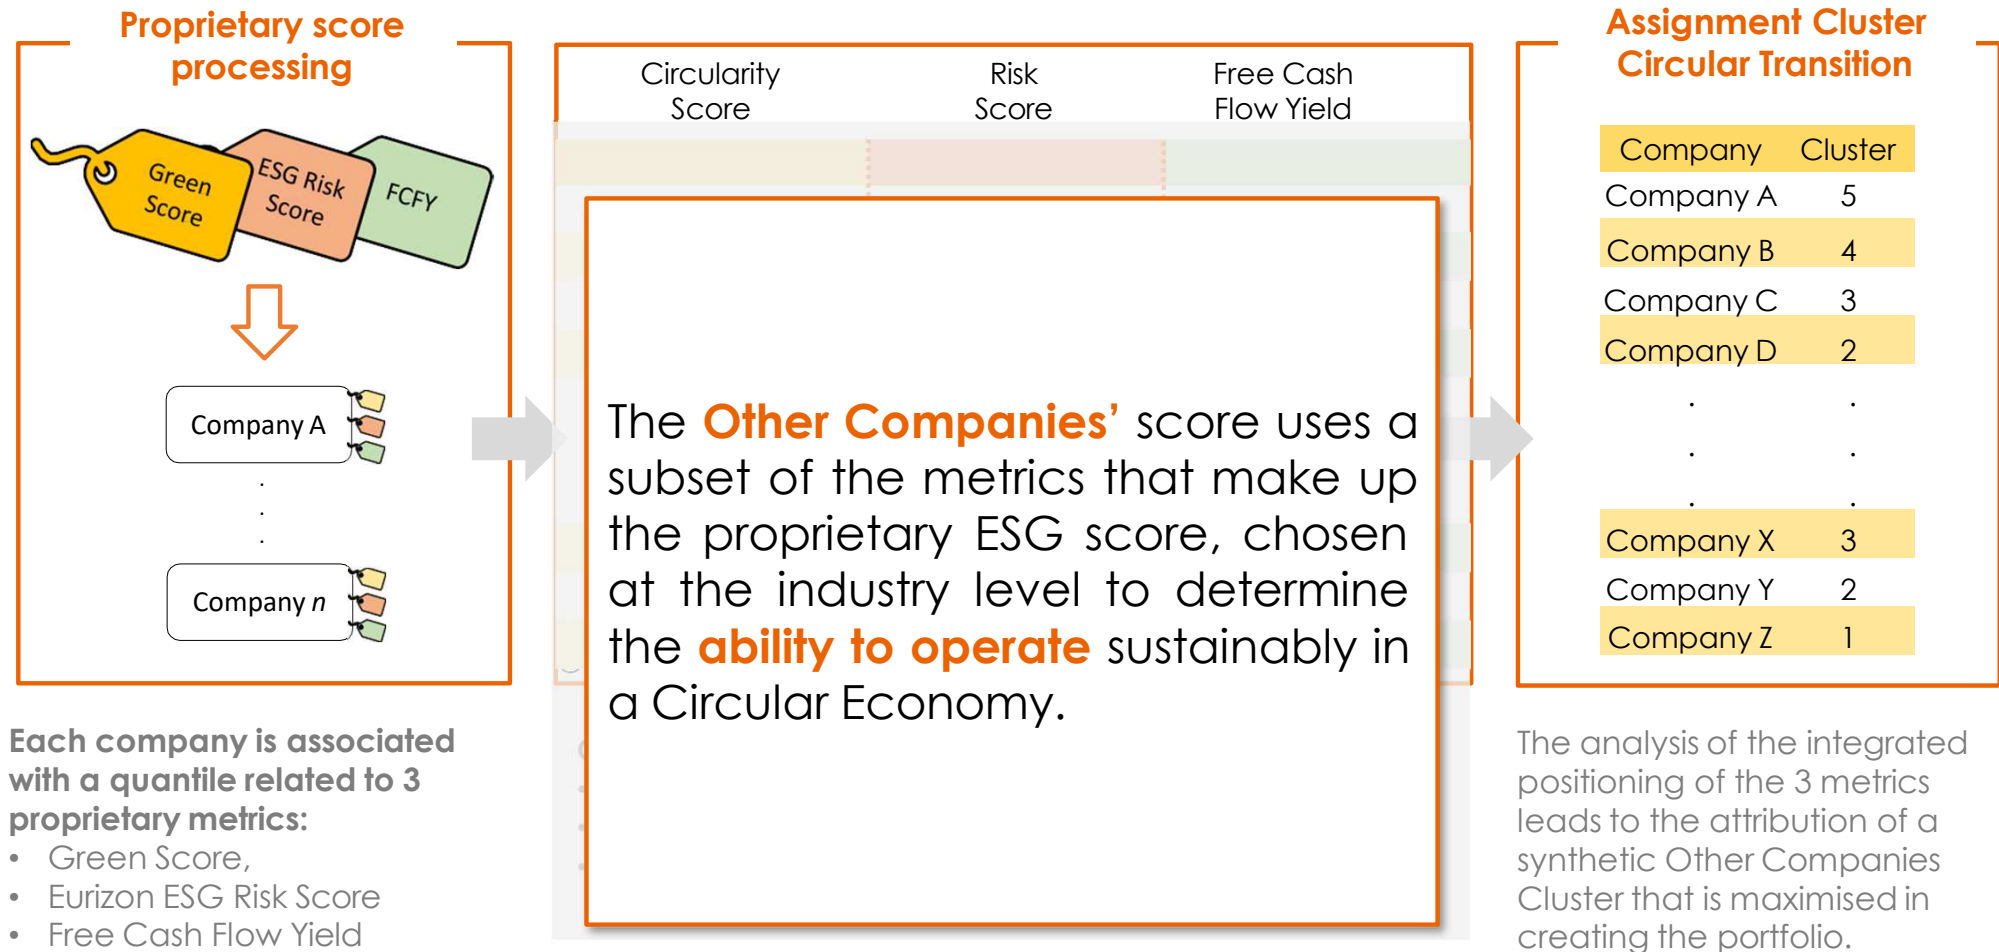 Proprietary score
processing
Green
Score
ESG Risk
Score
FCFY
Company A
.
.
.
Company n
Each company is associated
with a quantile related to 3
proprietary metrics:
• Green Score,
• Eurizon ESG Risk Score
• Free Cash Flow Yield
Circularity
Score
Risk
Score
Free Cash
Flow Yield
The Other Companies’ score uses a
subset of the metrics that make up
the proprietary ESG score, chosen
at the industry level to determine
the ability to operate sustainably in
a Circular Economy.
Assignment Cluster
Circular Transition
Company Cluster
Company A 5
Company B 4
Company C 3
Company D 2
. .
. .
. .
Company X 3
Company Y 2
Company Z 1
The analysis of the integrated
positioning of the 3 metrics
leads to the attribution of a
synthetic Other Companies
Cluster that is maximised in
creating the portfolio.